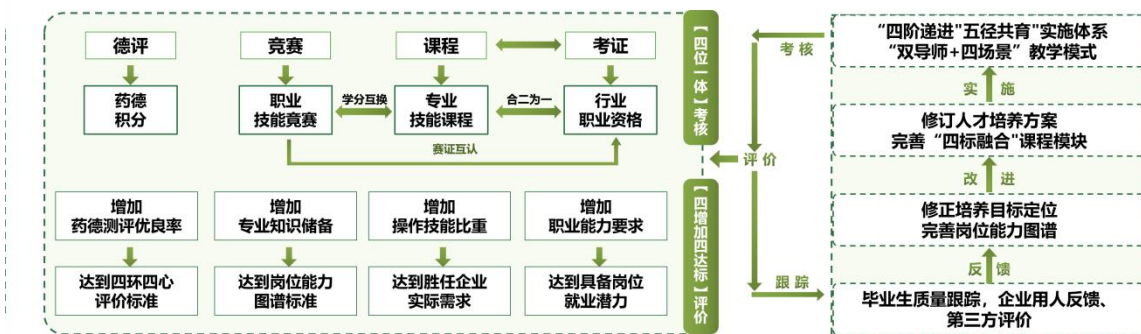 德评
竞赛
课程
考证
药德
积分
职业
技能竟赛
学分互换
专业
技能课程
合二为一
行业
职业资格
赛证互认
【四位一体】考核
增加
药德测评优良率
增加
专业知识储备
增加
操作技能比重
增加
职业能力要求
达到四环四心
评价标准
达到岗位能力
图谱标准
达到胜任企业
实际需求
达到具备岗位
就业潜力
【四增加四达标】评价
考核
评价
跟踪
“四阶递进"五径共育"实施体系
“双导师+四场景” 教学模式
实 施
修订人才培养方案
完善 “四标融合"课程模块
改 进
修正培养目标定位
完善岗位能力图谱
反 馈
毕业生质量跟踪，企业用人反馈、
第三方评价